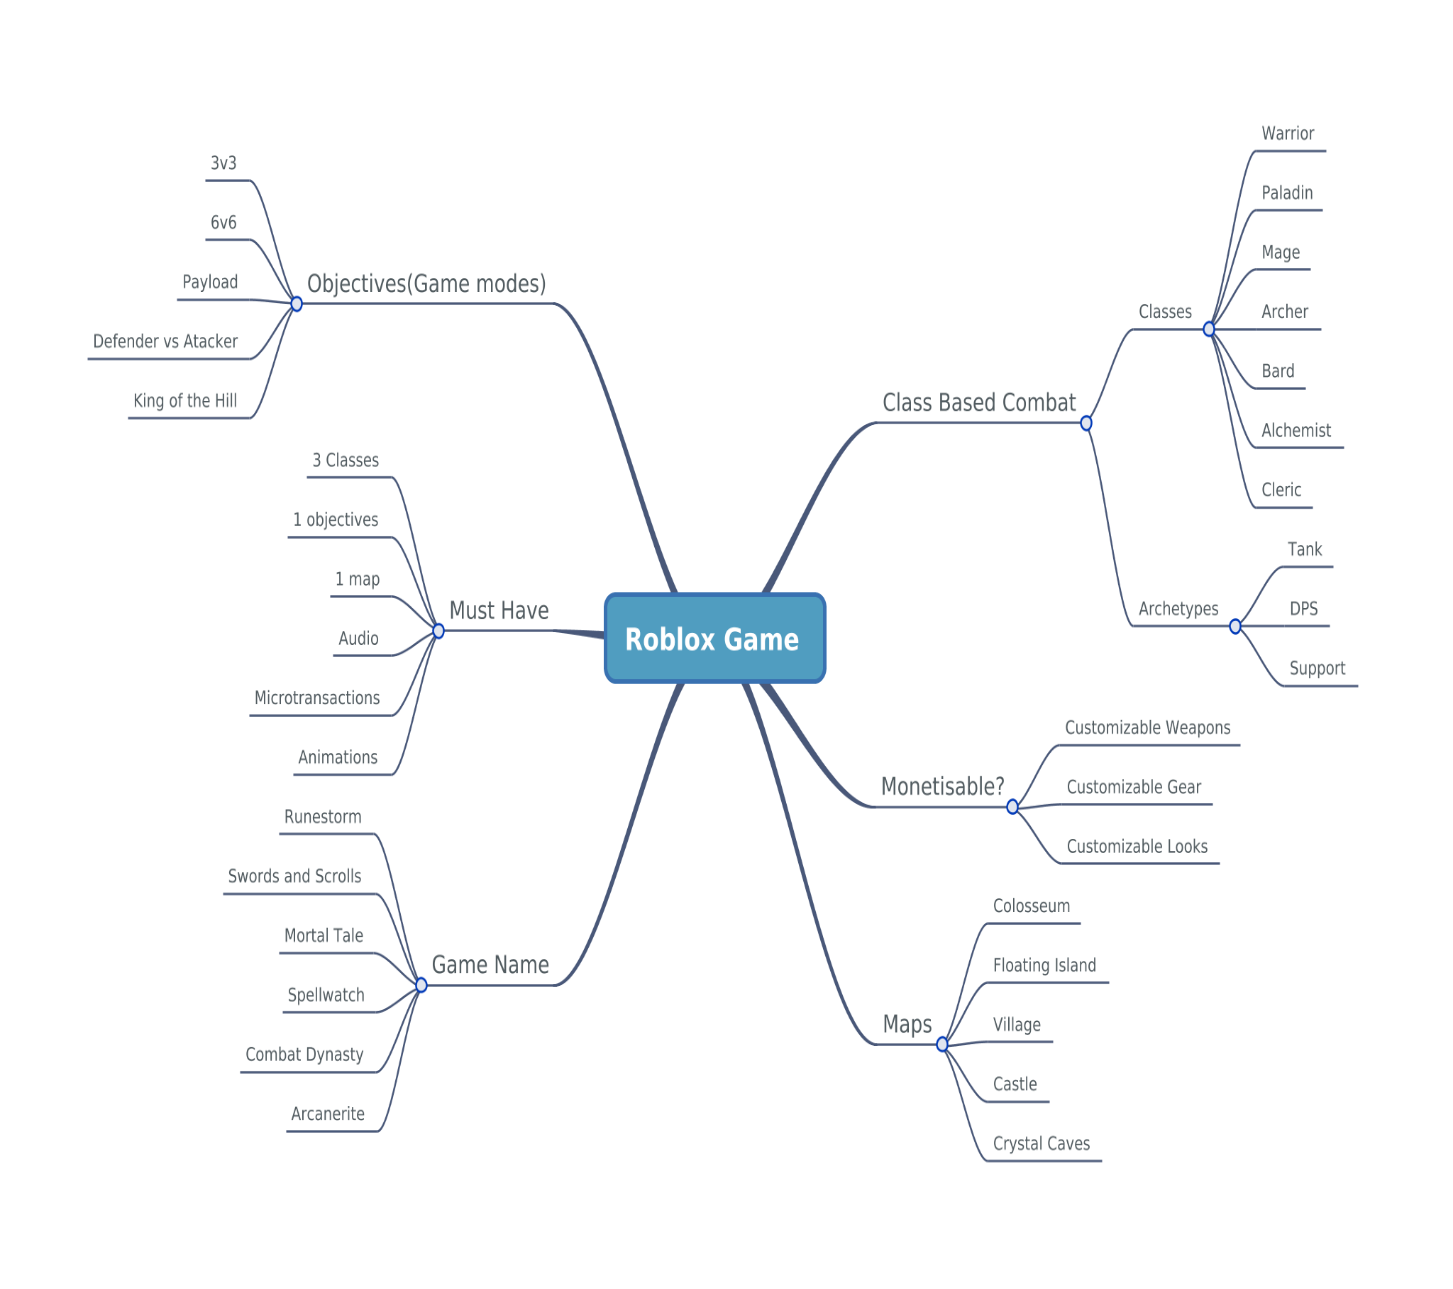 Roblox Game
Objectives(Game modes)
3v3
6v6
Payload
Defender vs Atacker
King of the Hill
Must Have
3 Classes
1 objectives
1 map
Audio
Microtransactions
Animations
Game Name
Runestorm
Swords and Scrolls
Mortal Tale
Spellwatch
Combat Dynasty
Arcanerite
Class Based Combat
Classes
Warrior
Paladin
Mage
Archer
Bard
Alchemist
Cleric
Archetypes
Tank
DPS
Support
Monetisable?
Customizable Weapons
Customizable Gear
Customizable Looks
Maps
Colosseum
Floating Island
Village
Castle
Crystal Caves